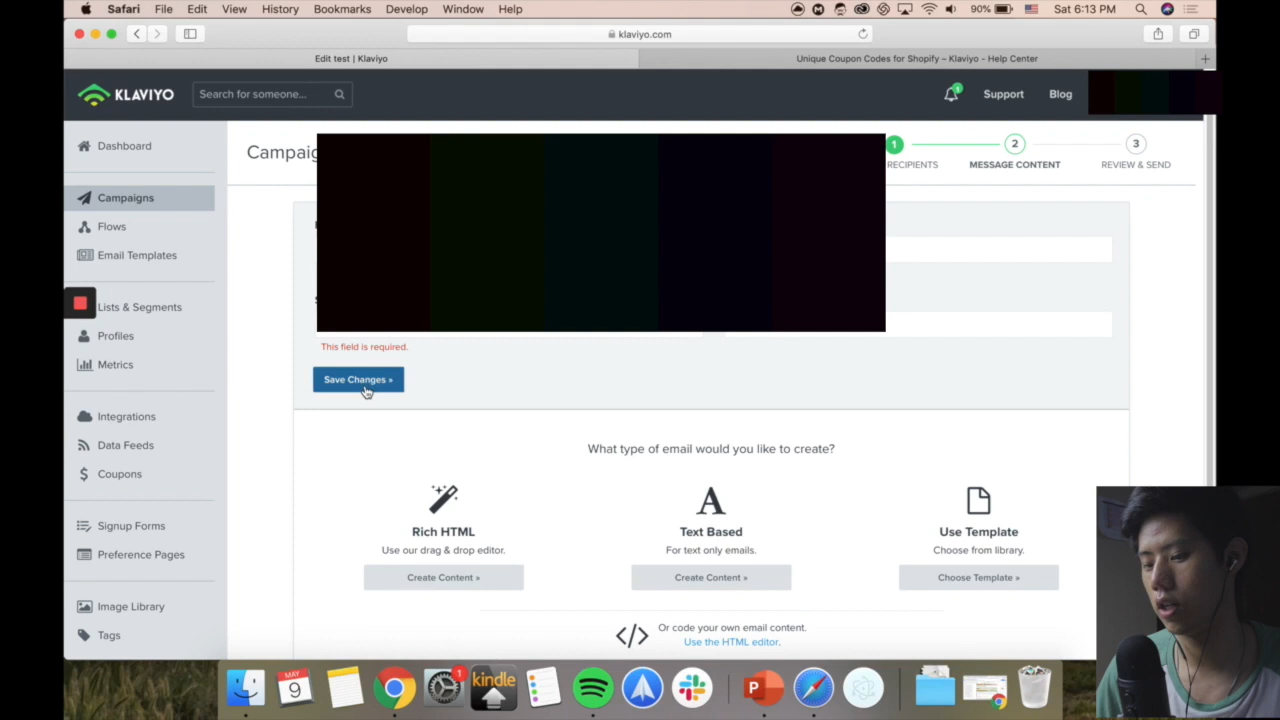 Safari File Edit View History Bookmarks Develop Window Help
90% Sat 6:13 PM
klaviyo.com
Edit test | Klaviyo
Unique Coupon Codes for Shopify – Klaviyo - Help Center
KLAVIYO
Search for someone...
1
Support
Blog
Dashboard
Campaigns
Flows
Email Templates
Lists & Segments
Profiles
Metrics
Integrations
Data Feeds
Coupons
Signup Forms
Preference Pages
Image Library
Tags
Campaig
1
RECIPIENTS
2
MESSAGE CONTENT
3
REVIEW & SEND
This field is required.
Save Changes »
What type of email would you like to create?
Rich HTML
Use our drag & drop editor.
Create Content »
Text Based
For text only emails.
Create Content »
Use Template
Choose from library.
Choose Template »
Or code your own email content.
Use the HTML editor.
MAY
9
1
kindle